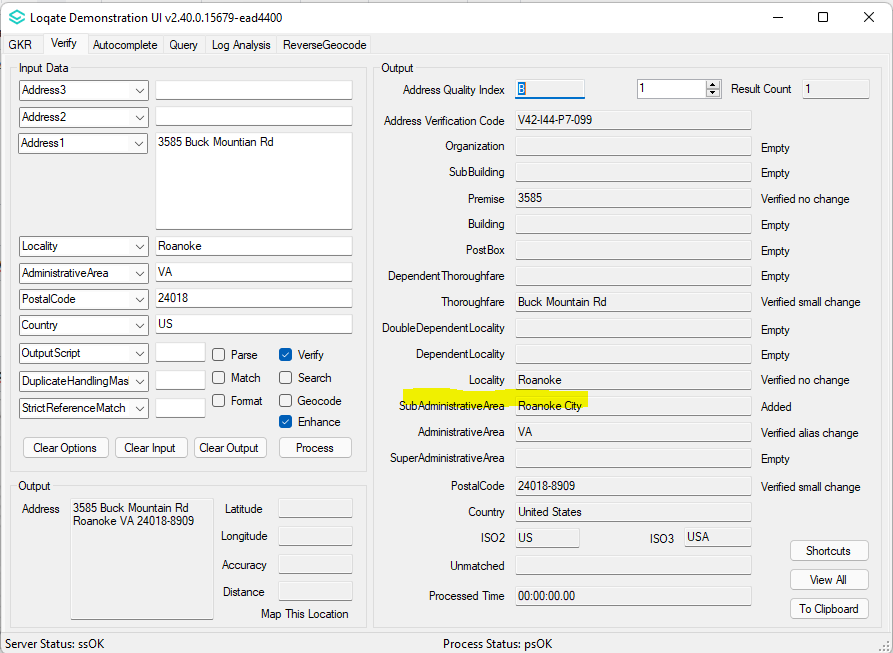 Loqate Demonstration UI v2.40.0.15679-ead4400
GKR Verify Autocomplete Query Log Analysis ReverseGeocode
Input Data
Address3
Address2
Address1 3585 Buck Mountian Rd
Locality Roanoke
AdministrativeArea VA
PostalCode 24018
Country US
OutputScript Parse Verify
DuplicateHandlingMas Match Search
StrictReferenceMatch Format Geocode
Enhance
Clear Options Clear Input Clear Output Process
Output
Address 3585 Buck Mountain Rd
Roanoke VA 24018-8909
Latitude
Longitude
Accuracy
Distance
Map This Location
Output
Address Quality Index B 1 Result Count 1
Address Verification Code V42-I44-P7-099
Organization Empty
SubBuilding Empty
Premise 3585 Verified no change
Building Empty
PostBox Empty
DependentThoroughfare Empty
Thoroughfare Buck Mountain Rd Verified small change
DoubleDependentLocality Empty
DependentLocality Empty
Locality Roanoke Verified no change
SubAdministrativeArea Roanoke City Added
AdministrativeArea VA Verified alias change
SuperAdministrativeArea Empty
PostalCode 24018-8909 Verified small change
Country United States
ISO2 US ISO3 USA
Unmatched
Processed Time 00:00:00.00
Shortcuts
View All
To Clipboard
Server Status: ssOK Process Status: psOK